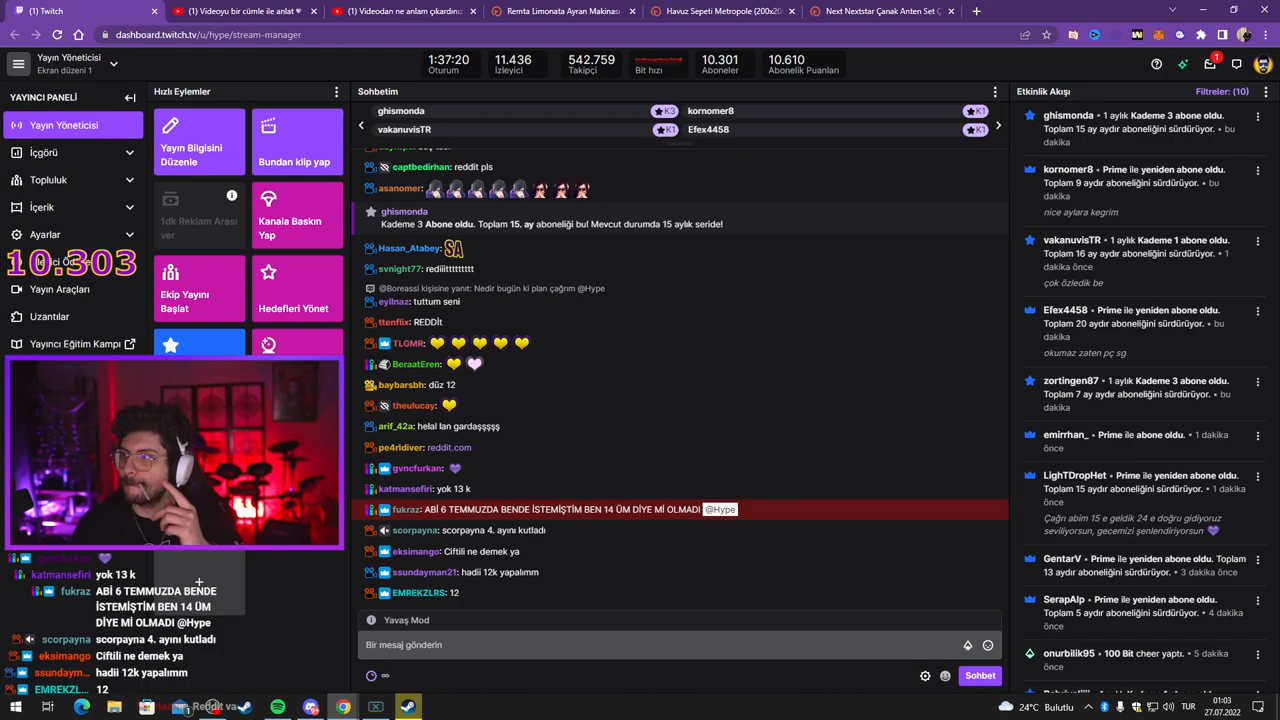 (1) Twitch
(1) Videoyu bir cümle ile anlat
(1) Videodan ne anlam çıkardınız
Remta Limonata Ayran Makinası
Havuz Sepeti Metropole (200x20
Next Nextstar Çanak Anten Set Ç
dashboard.twitch.tv/u/hype/stream-manager
Yayın Yöneticisi
Ekran düzeni 1
1:37:20
Oturum
11.436
İzleyici
542.759
Takipçi
Bit hızı
10.301
Aboneler
10.610
Abonelik Puanları
1
YAYINCI PANELİ
Yayın Yöneticisi
İçgörü
Topluluk
İçerik
Ayarlar
10.303
Yayın Araçları
Uzantılar
Yayıncı Eğitim Kampı
Hızlı Eylemler
Yayın Bilgisini
Düzenle
Bundan klip yap
1dk Reklam Arası
ver
Kanala Baskın
Yap
Ekip Yayını
Başlat
Hedefleri Yönet
katmansefiri yok 13 k
fukraz ABİ 6 TEMMUZDA BENDE
İSTEMİŞTİM BEN 14 ÜM
DİYE Mİ OLMADI @Hype
scorpayna scorpayna 4. ayını kutladı
eksimango Ciftili ne demek ya
ssundaym... hadii 12k yapalımm
EMREKZL... 12
Sohbetim
ghismonda K3 kornomer8 K1
vakanuvisTR K1 Efex4458 K1
captbedirhan: reddit pls
asanomer:
ghismonda
Kademe 3 Abone oldu. Toplam 15. ay aboneliği bu! Mevcut durumda 15 aylık seride!
Hasan_Atabey: SA
svnight77: rediiittttttttt
@Boreassi kişisine yanıt: Nedir bugün ki plan çağrım @Hype
eyllnaz: tuttum seni
ttenflix: REDDİt
TLGMR:
BeraatEren:
baybarsbh: düz 12
theulucay:
arif_42a: helal lan gardaşşşşş
pe4rldiver: reddit.com
gvncfurkan:
katmansefiri: yok 13 k
fukraz: ABİ 6 TEMMUZDA BENDE İSTEMİŞTİM BEN 14 ÜM DİYE Mİ OLMADI @Hype
scorpayna: scorpayna 4. ayını kutladı
eksimango: Ciftili ne demek ya
ssundayman21: hadii 12k yapalımm
EMREKZLRS: 12
Yavaş Mod
Bir mesaj gönderin
∞
Sohbet
Etkinlik Akışı
Filtreler: (10)
ghismonda • 1 aylık Kademe 3 abone oldu.
Toplam 15 ay aboneliğini sürdürüyor. • bu
dakika
kornomer8 • Prime ile yeniden abone oldu.
Toplam 9 aydır aboneliğini sürdürüyor. • bu
dakika
nice aylara kegrim
vakanuvisTR • 1 aylık Kademe 1 abone oldu.
Toplam 16 ay aydır aboneliğini sürdürüyor. • 1
dakika önce
çok özledik be
Efex4458 • Prime ile yeniden abone oldu.
Toplam 20 aydır aboneliğini sürdürüyor. • 1
dakika önce
okumaz zaten pç sg
zortingen87 • 1 aylık Kademe 3 abone oldu.
Toplam 7 ay aydır aboneliğini sürdürüyor. • bu
dakika
emirrhan_ • Prime ile abone oldu. • 1 dakika
önce
LighTDropHet • Prime ile yeniden abone oldu.
Toplam 15 aydır aboneliğini sürdürüyor. • 1
dakika önce
Çağrı abim 15 e geldik 24 e doğru gidiyoruz
seviliyorsun, gecemizi şenlendiriyorsun
GentarV • Prime ile yeniden abone oldu. Toplam
13 aydır aboneliğini sürdürüyor. • 3 dakika önce
SerapAlp • Prime ile yeniden abone oldu.
Toplam 5 aydır aboneliğini sürdürüyor. • 4 dakika
önce
onurbilik95 • 100 Bit cheer yaptı. • 5 dakika
önce
Reddit va
24°C Bulutlu
TUR
01:03
27.07.2022